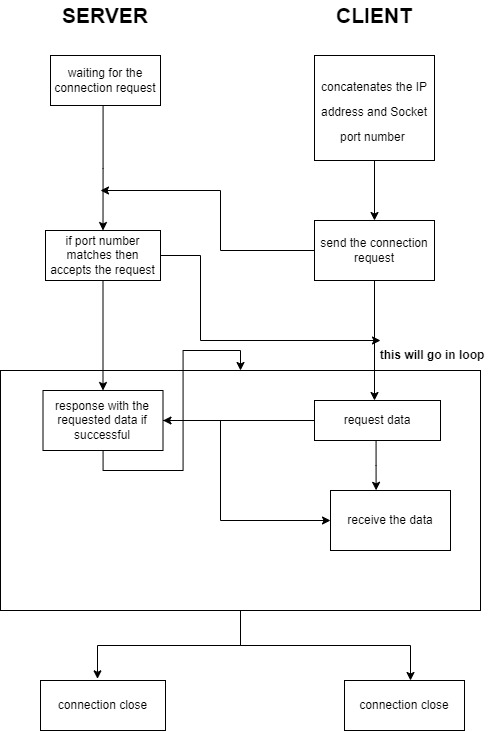 SERVER
CLIENT
waiting for the
connection request
concatenates the IP
address and Socket
port number
if port number
matches then
accepts the request
send the connection
request
this will go in loop
response with the
requested data if
successful
request data
receive the data
connection close
connection close